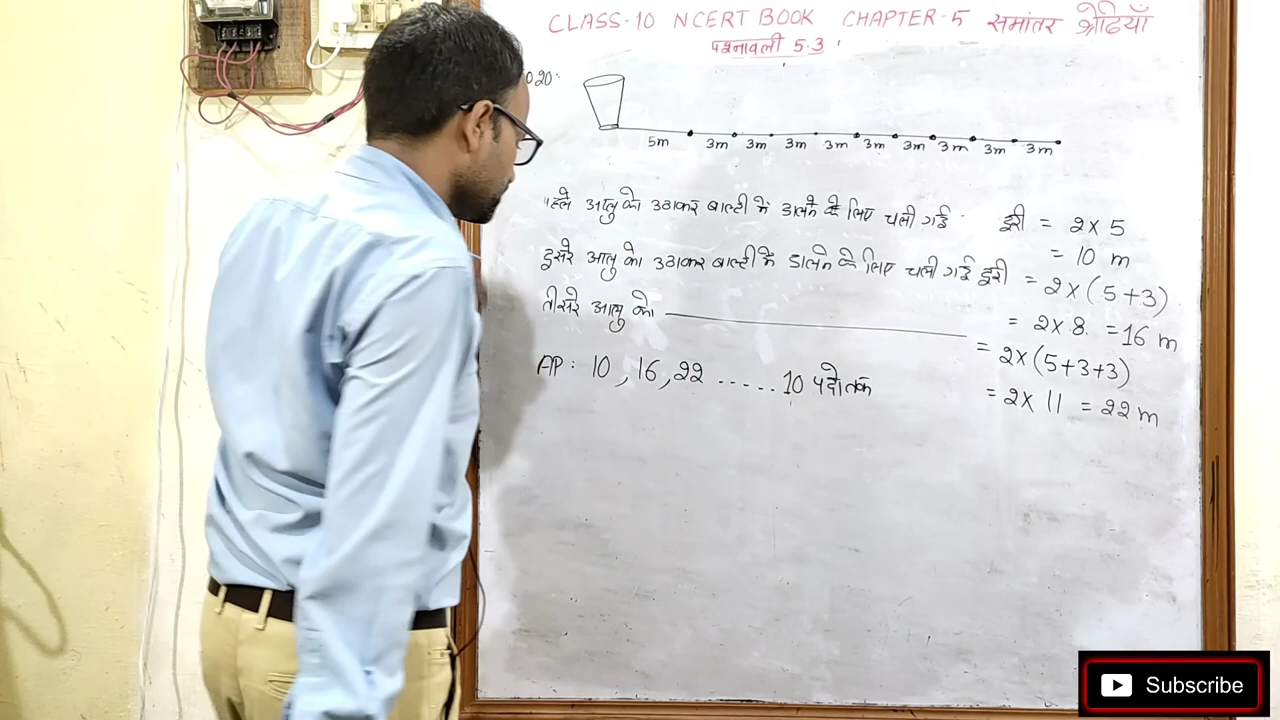 CLASS-10 NCERT BOOK CHAPTER-5 समांतर श्रेढियाँ
प्रश्नावली 5.3
020.
5m 3m 3m 3m 3m 3m 3m 3m 3m 3m
पहले आलु को उठाकर बाल्टी में डालने के लिए चली गई दूरी = 2×5
= 10 m
दूसरे आलु को उठाकर बाल्टी में डालने के लिए चली गई दूरी = 2×(5+3)
= 2×8 = 16 m
तीसरे आलु को = 2×(5+3+3)
= 2×11 = 22 m
AP: 10, 16, 22 ...... 10 पदो तक
Subscribe